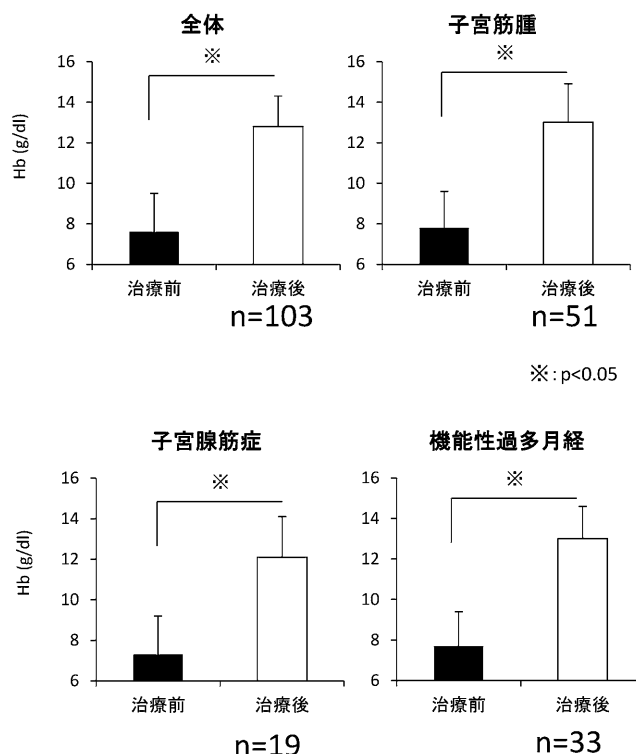 全体
※
Hb (g/dl)
16
14
12
10
8
6
治療前
治療後
n=103
子宮筋腫
※
16
14
12
10
8
6
治療前
治療後
n=51
※: p<0.05
子宮腺筋症
※
Hb (g/dl)
16
14
12
10
8
6
治療前
治療後
n=19
機能性過多月経
※
16
14
12
10
8
6
治療前
治療後
n=33